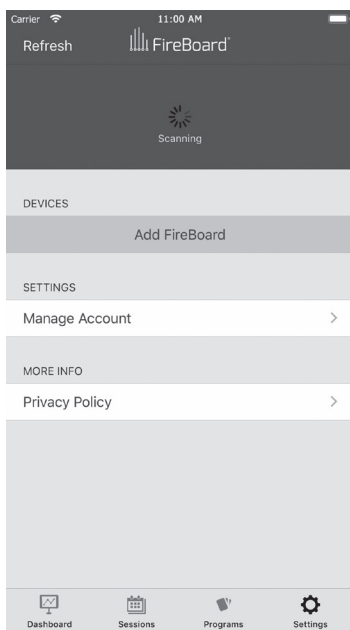 Carrier 11:00 AM
Refresh FireBoard®
Scanning
DEVICES
Add FireBoard
SETTINGS
Manage Account
MORE INFO
Privacy Policy
Dashboard Sessions Programs Settings